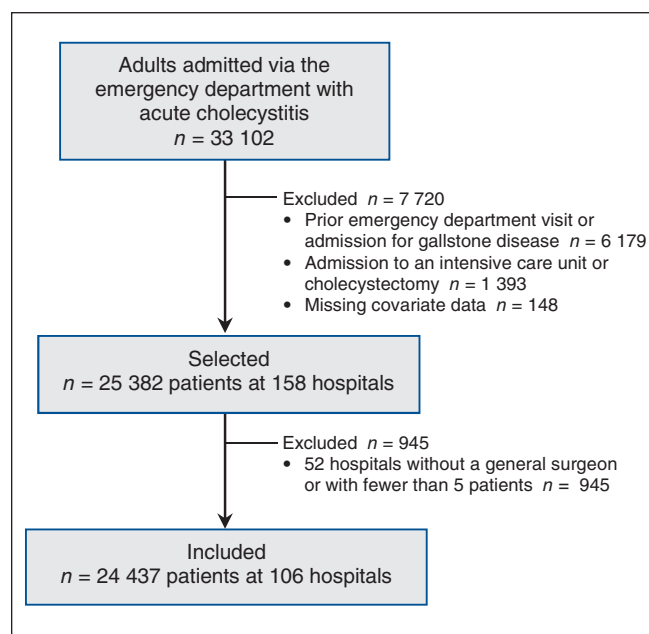 Adults admitted via the
emergency department with
acute cholecystitis
n = 33 102
Excluded n = 7 720
• Prior emergency department visit or
admission for gallstone disease n = 6 179
• Admission to an intensive care unit or
cholecystectomy n = 1 393
• Missing covariate data n = 148
Selected
n = 25 382 patients at 158 hospitals
Excluded n = 945
• 52 hospitals without a general surgeon
or with fewer than 5 patients n = 945
Included
n = 24 437 patients at 106 hospitals